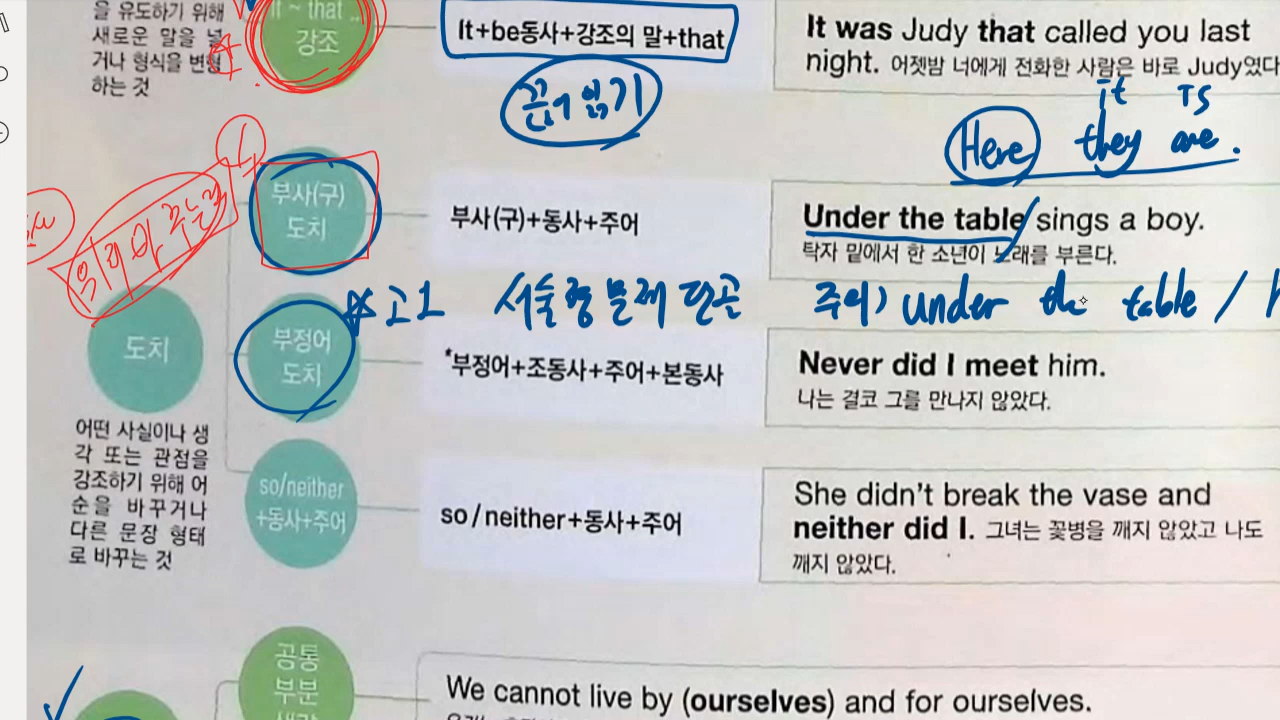 을 유도하기 위해
새로운 말을 넣
거나 형식을 변형
하는 것
It ~ that ...
강조
It+be동사+강조의 말+that
끊어 읽기
It was Judy that called you last
night. 어젯밤 너에게 전화한 사람은 바로 Judy였다
it is
Here they are.
부사(구)
도치
부사(구)+동사+주어
Under the table sings a boy.
탁자 밑에서 한 소년이 노래를 부른다.
☆ 고1 서술형 문제 단골 주의) under the table /
도치
부정어
도치
*부정어+조동사+주어+본동사
Never did I meet him.
나는 결코 그를 만나지 않았다.
어떤 사실이나 생
각 또는 관점을
강조하기 위해 어
순을 바꾸거나
다른 문장 형태
로 바꾸는 것
so/neither
+동사+주어
so/neither+동사+주어
She didn't break the vase and
neither did I. 그녀는 꽃병을 깨지 않았고 나도
깨지 않았다.
공통
부분
We cannot live by (ourselves) and for ourselves.